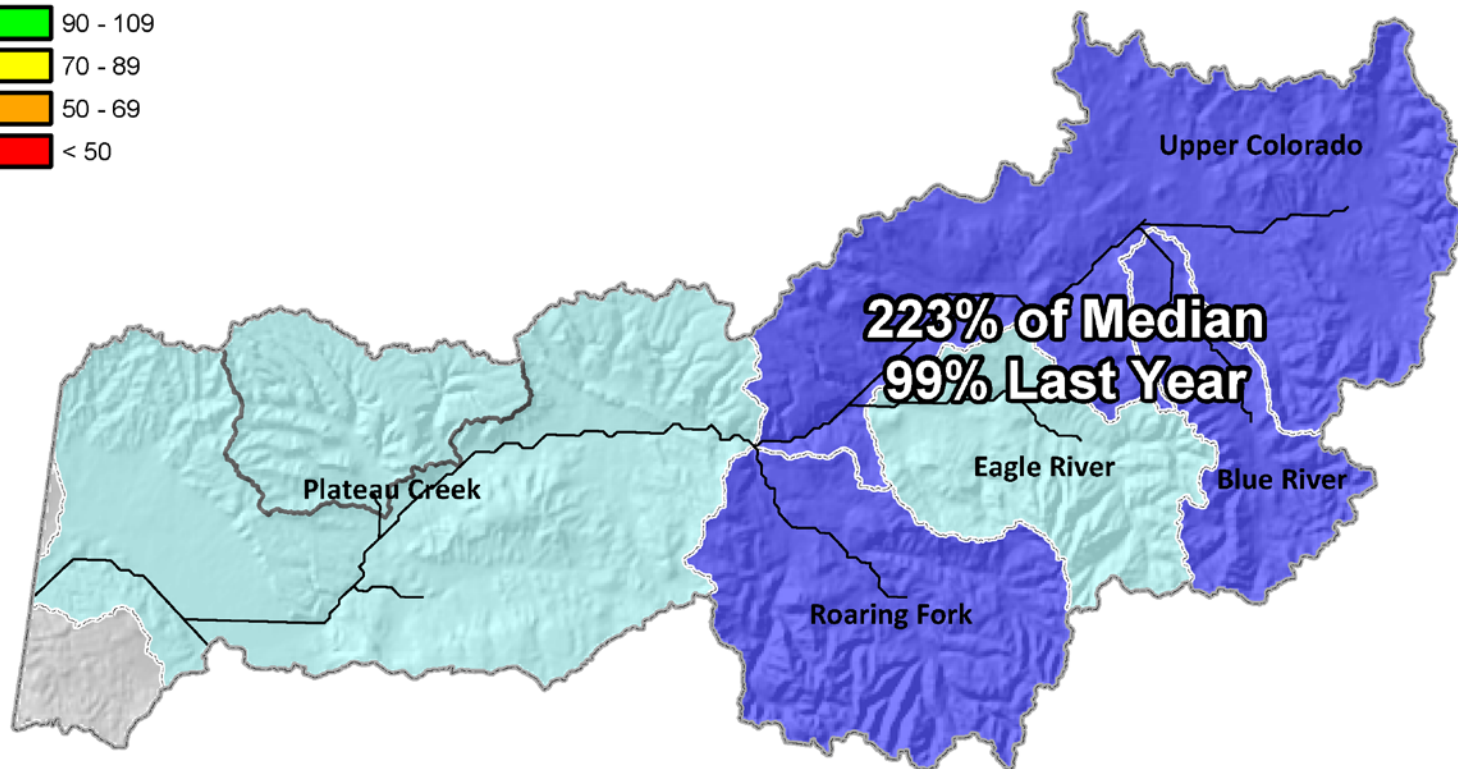 90 - 109
70 - 89
50 - 69
< 50
Upper Colorado
223% of Median
99% Last Year
Eagle River
Blue River
Plateau Creek
Roaring Fork